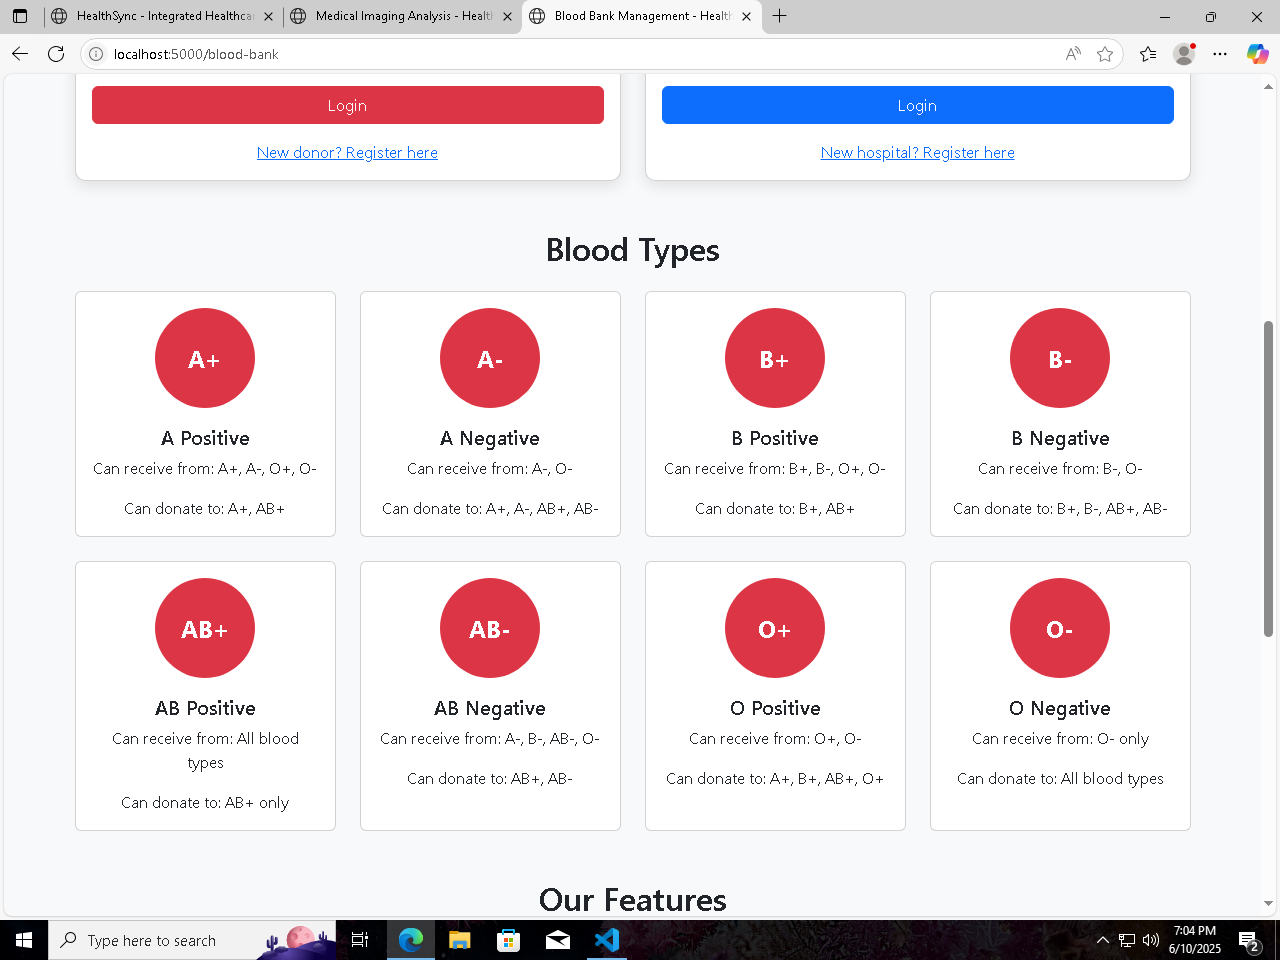 HealthSync - Integrated Healthca
Medical Imaging Analysis - Healt
Blood Bank Management - Health
localhost:5000/blood-bank
Login
Login
New donor? Register here
New hospital? Register here
Blood Types
A+
A-
B+
B-
A Positive
A Negative
B Positive
B Negative
Can receive from: A+, A-, O+, O-
Can receive from: A-, O-
Can receive from: B+, B-, O+, O-
Can receive from: B-, O-
Can donate to: A+, AB+
Can donate to: A+, A-, AB+, AB-
Can donate to: B+, AB+
Can donate to: B+, B-, AB+, AB-
AB+
AB-
O+
O-
AB Positive
AB Negative
O Positive
O Negative
Can receive from: All blood
types
Can receive from: A-, B-, AB-, O-
Can receive from: O+, O-
Can receive from: O- only
Can donate to: AB+ only
Can donate to: AB+, AB-
Can donate to: A+, B+, AB+, O+
Can donate to: All blood types
Our Features
Type here to search
7:04 PM
6/10/2025
2